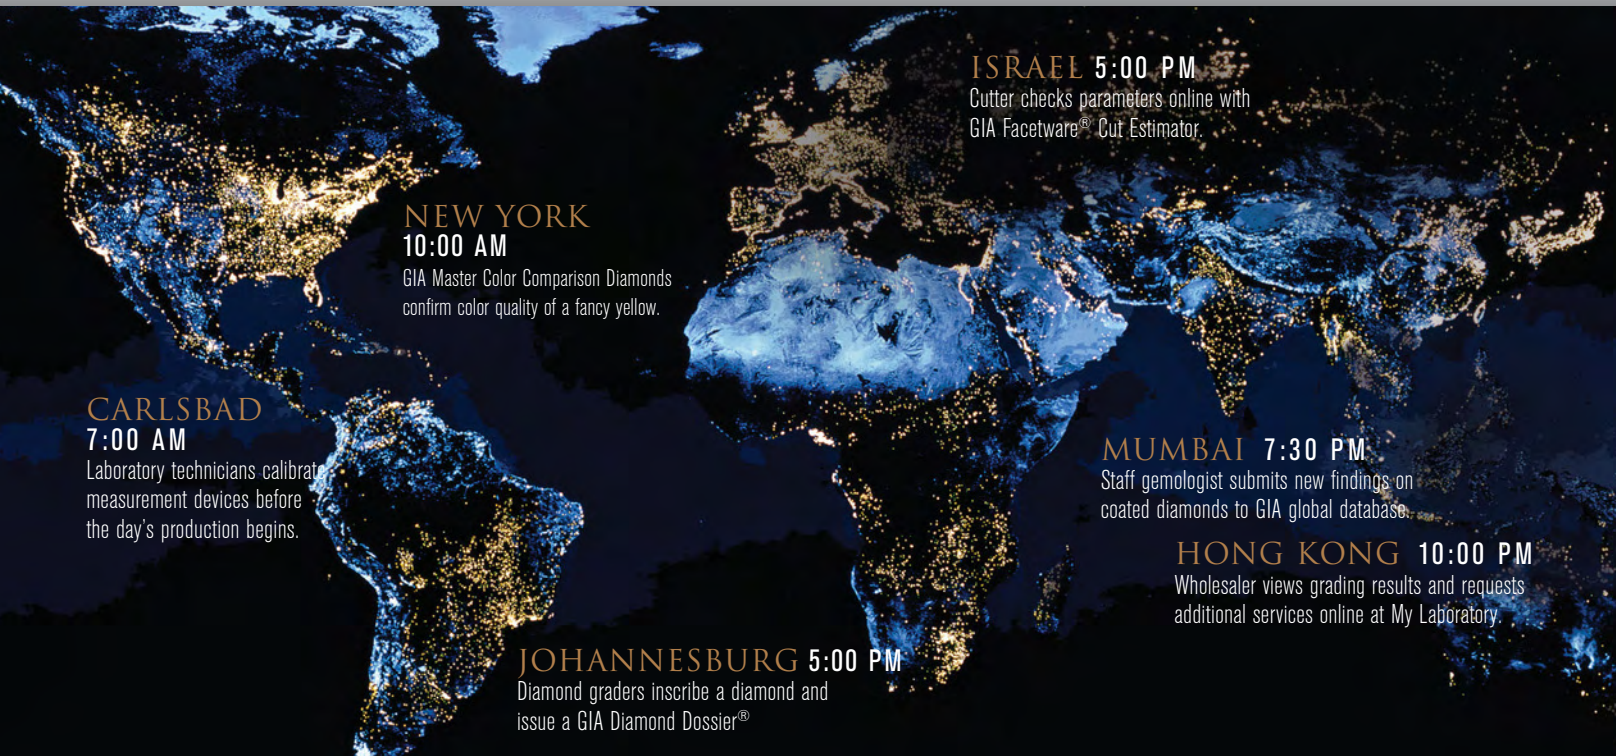 ISRAEL 5:00 PM
Cutter checks parameters online with
GIA Facetware® Cut Estimator.
NEW YORK
10:00 AM
GIA Master Color Comparison Diamonds
confirm color quality of a fancy yellow.
CARLSBAD
7:00 AM
Laboratory technicians calibrate
measurement devices before
the day's production begins.
MUMBAI 7:30 PM
Staff gemologist submits new findings on
coated diamonds to GIA global database.
HONG KONG 10:00 PM
Wholesaler views grading results and requests
additional services online at My Laboratory.
JOHANNESBURG 5:00 PM
Diamond graders inscribe a diamond and
issue a GIA Diamond Dossier®